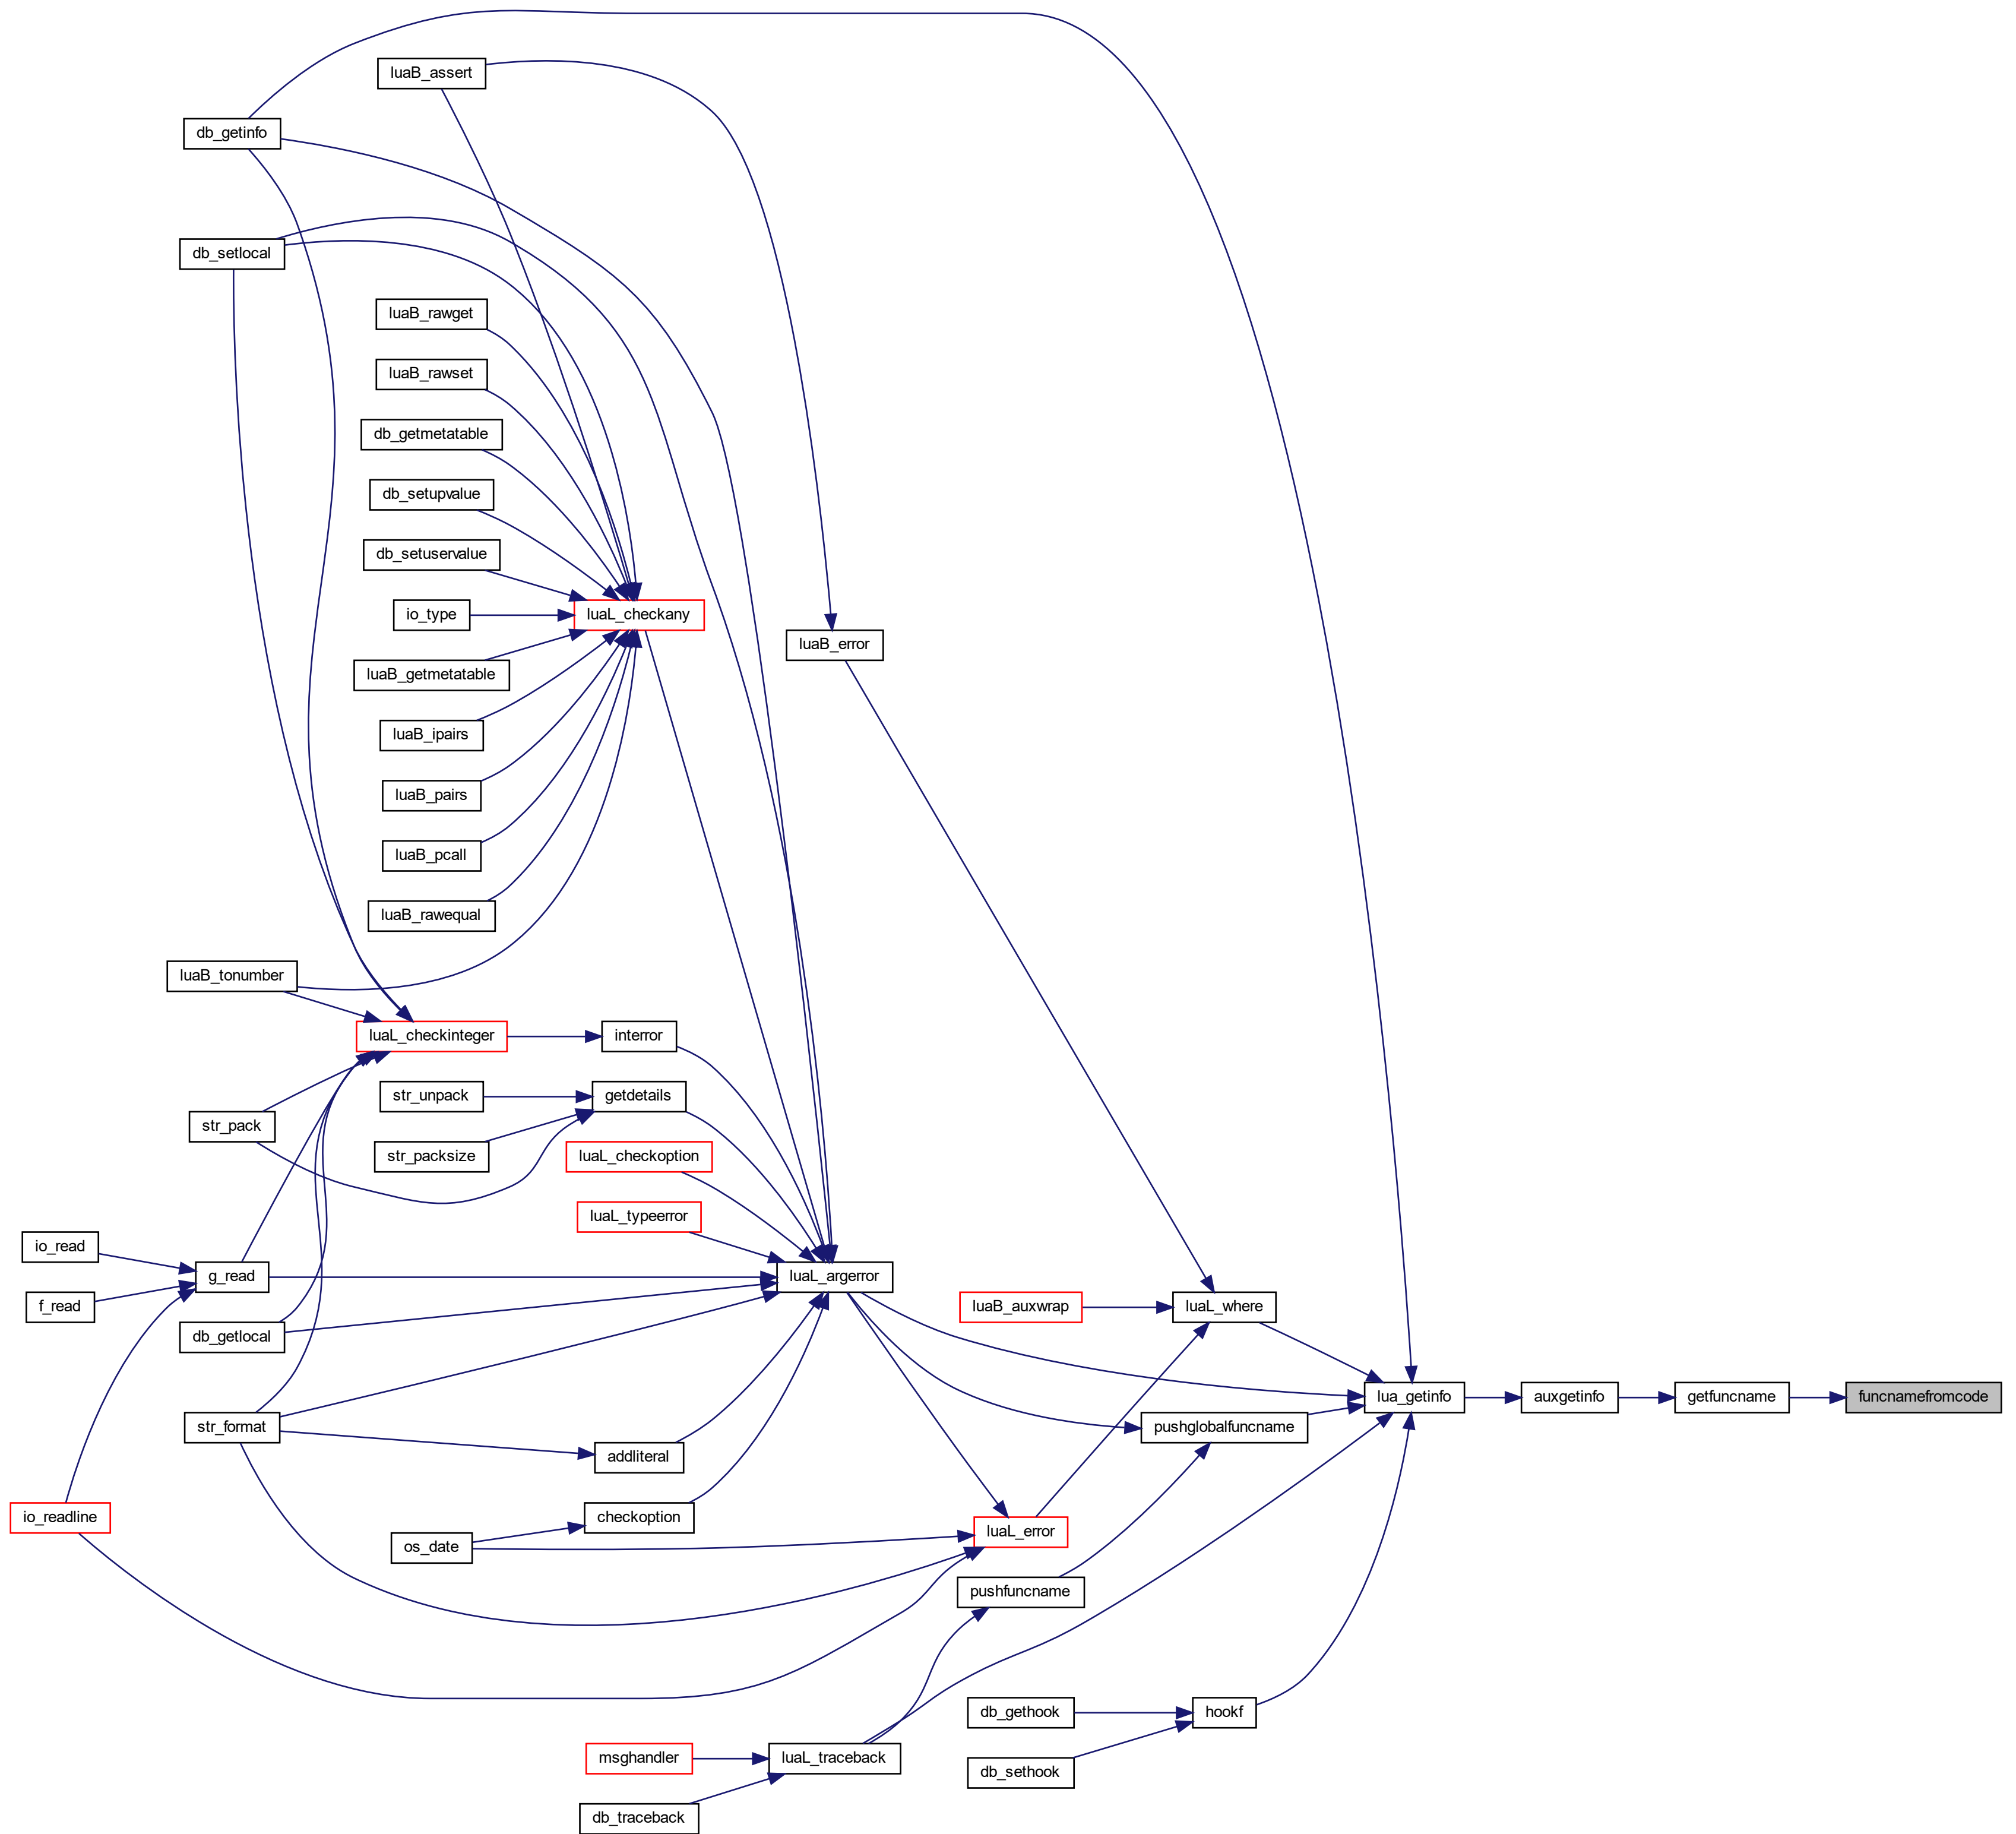 luaB_assert
db_getinfo
db_setlocal
luaB_rawget
luaB_rawset
db_getmetatable
db_setupvalue
db_setuservalue
io_type
luaL_checkany
luaB_error
luaB_getmetatable
luaB_ipairs
luaB_pairs
luaB_pcall
luaB_rawequal
luaB_tonumber
luaL_checkinteger
interror
str_unpack
getdetails
str_pack
str_packsize
luaL_checkoption
luaL_typeerror
io_read
g_read
luaL_argerror
f_read
luaB_auxwrap
luaL_where
db_getlocal
lua_getinfo
auxgetinfo
getfuncname
funcnamefromcode
str_format
pushglobalfuncname
addliteral
io_readline
checkoption
luaL_error
os_date
pushfuncname
db_gethook
hookf
msghandler
luaL_traceback
db_sethook
db_traceback